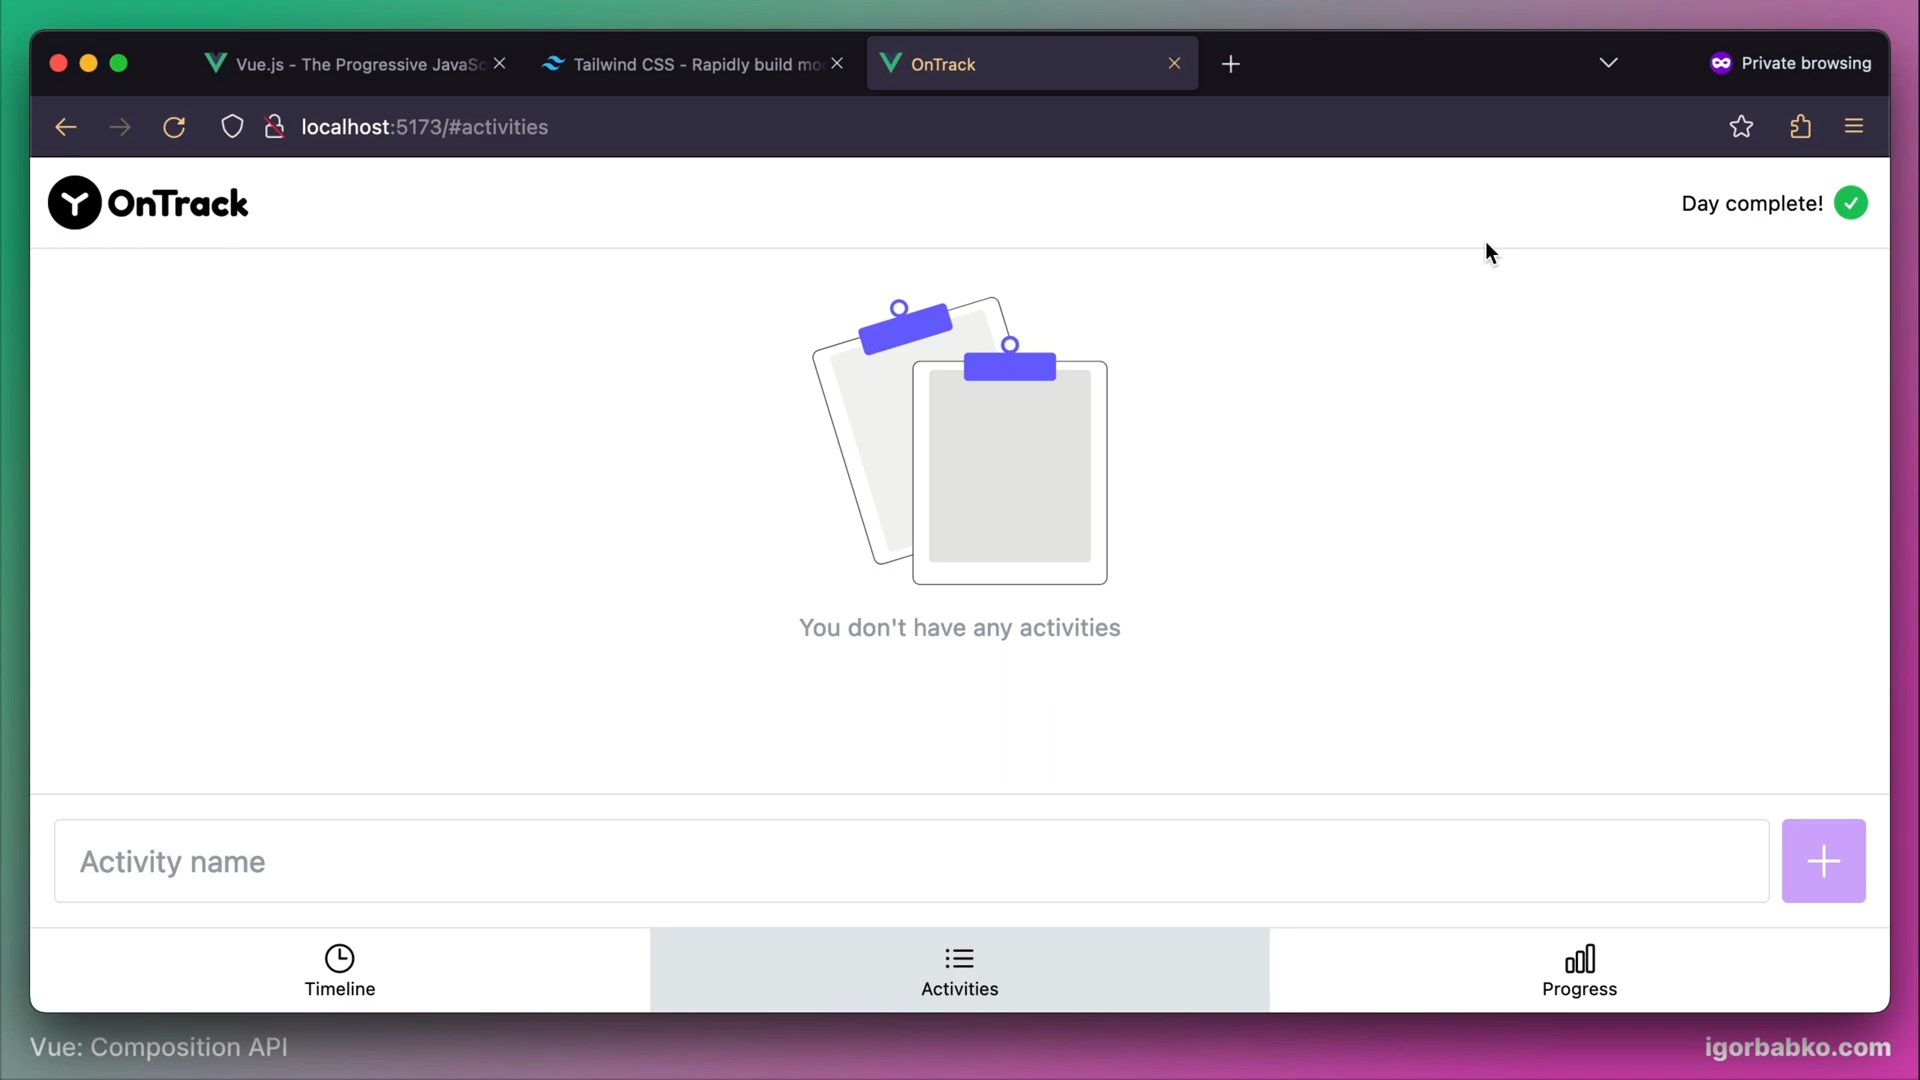 Vue.js - The Progressive JavaSc
Tailwind CSS - Rapidly build mo
OnTrack
Private browsing
localhost:5173/#activities
OnTrack
Day complete!
You don't have any activities
Activity name
Timeline
Activities
Progress
Vue: Composition API
igorbabko.com